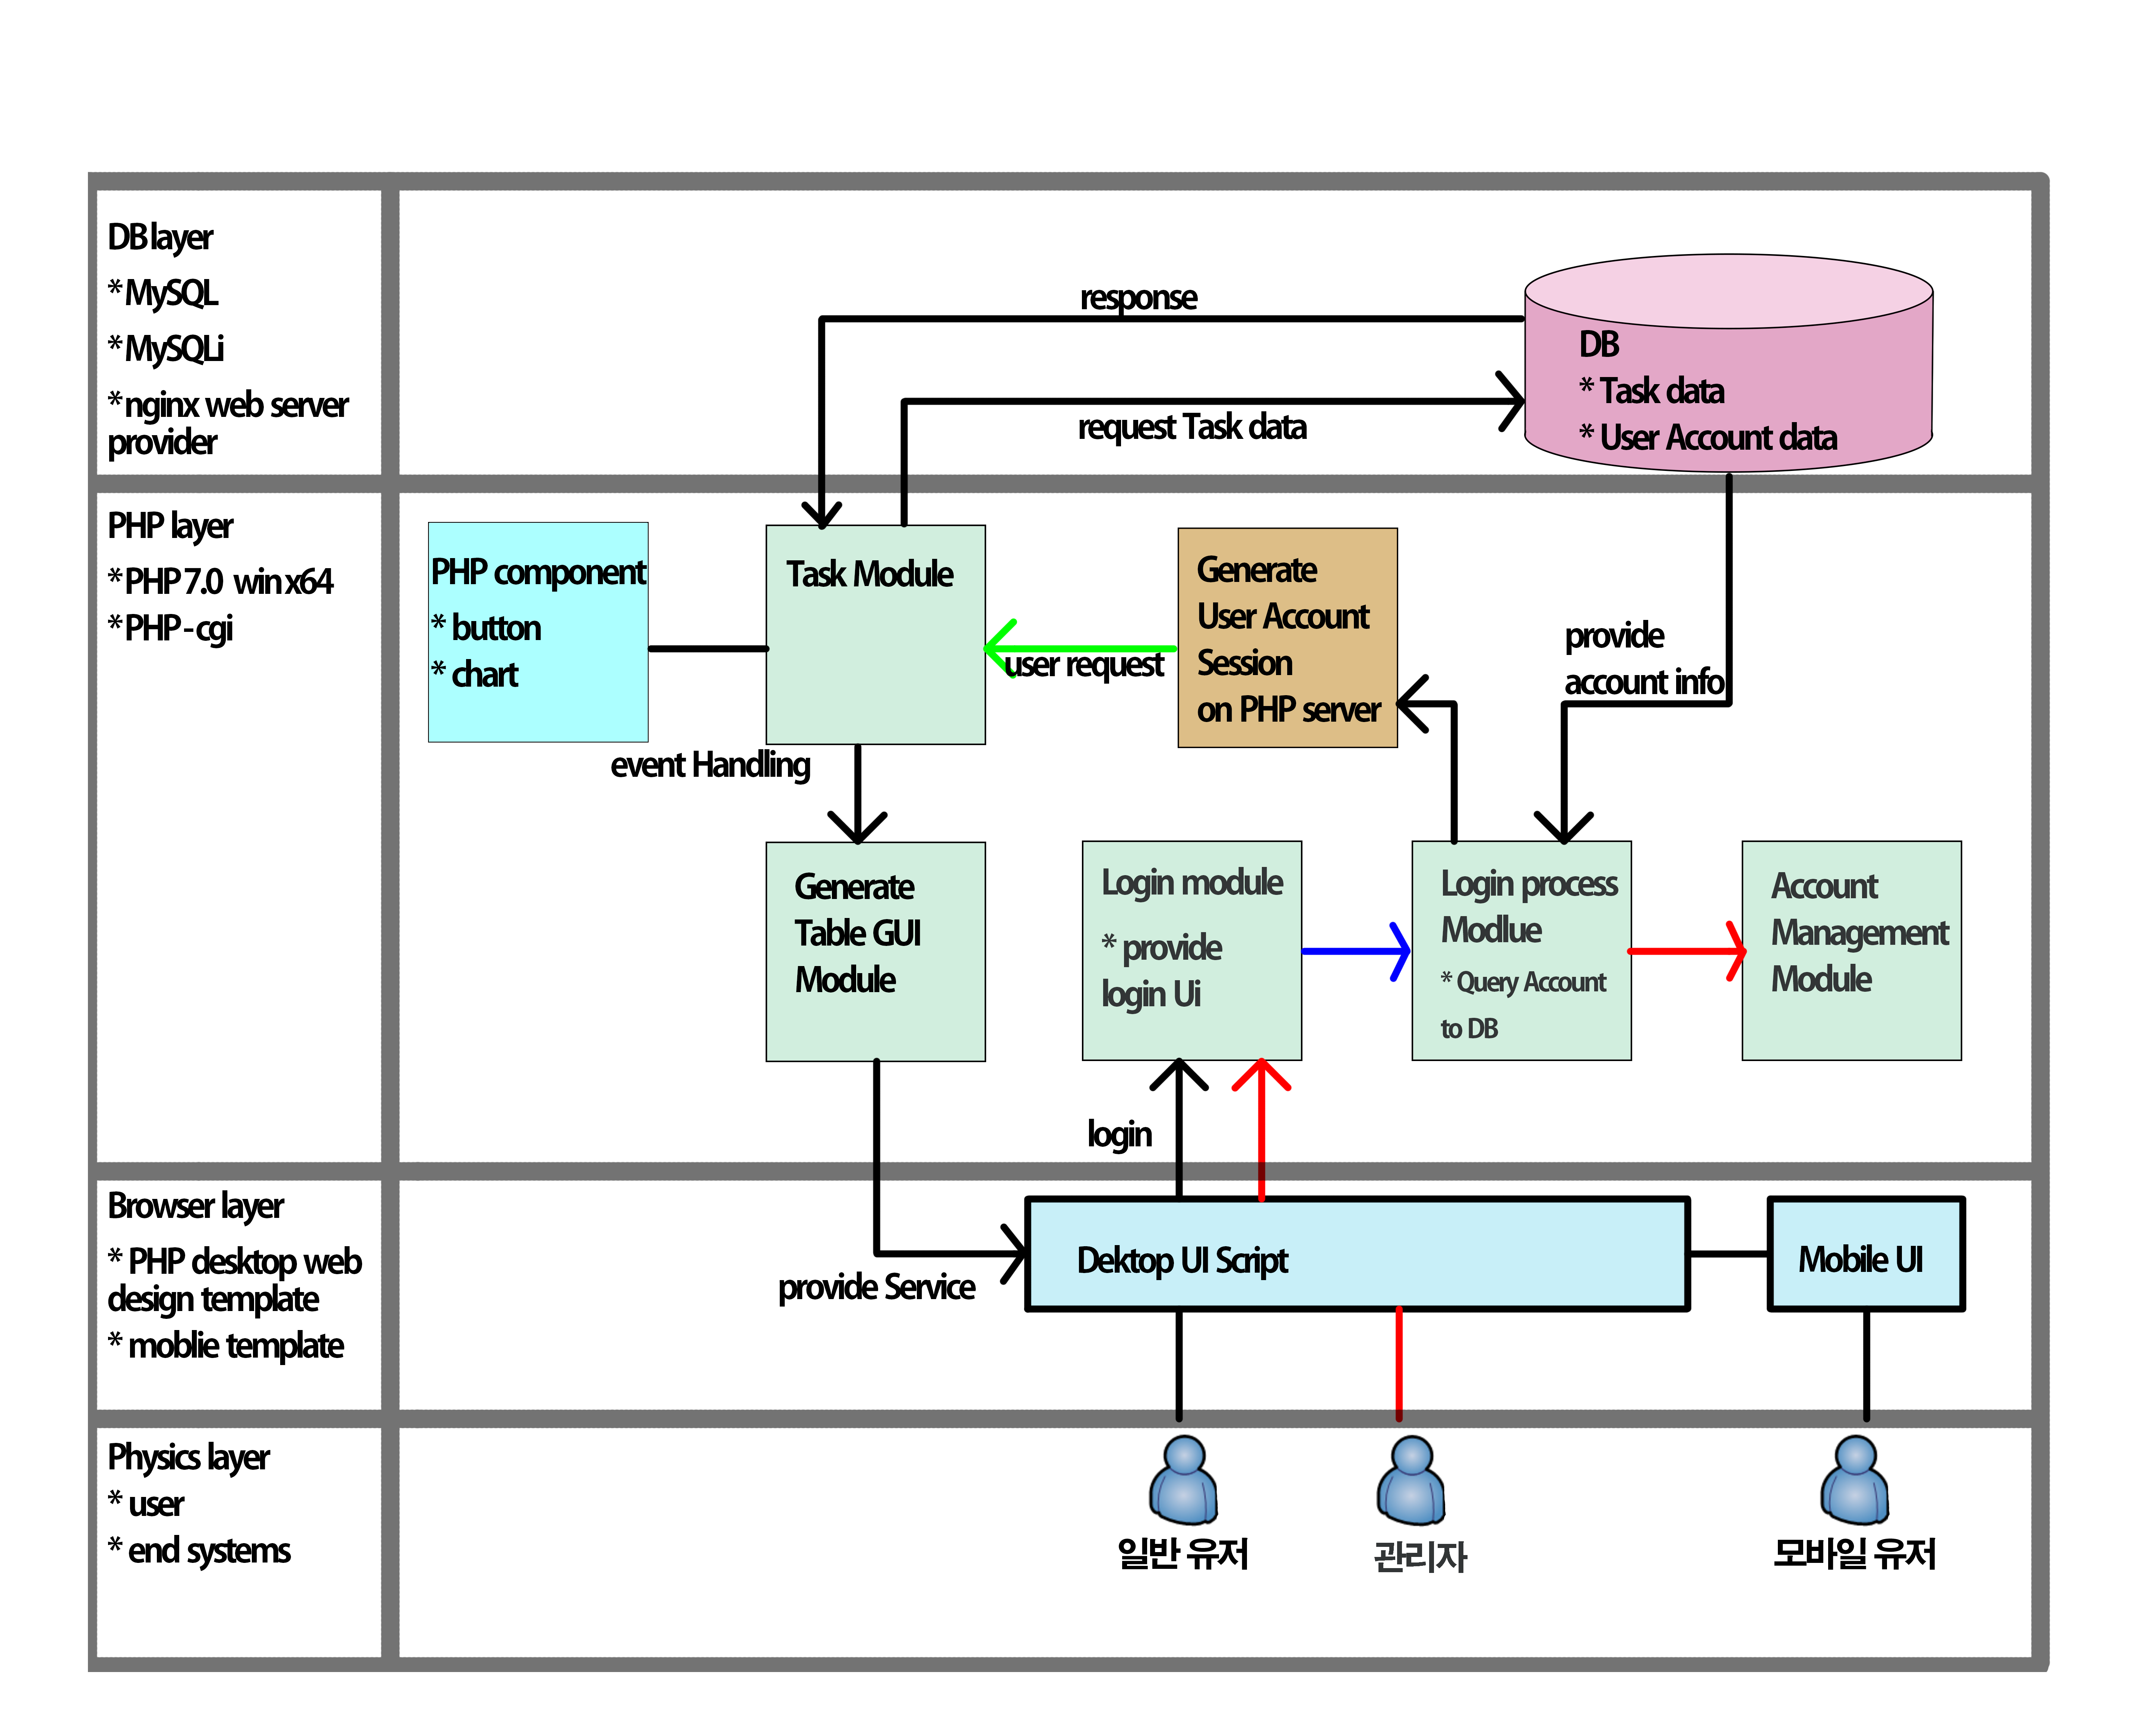 DB layer
* MySQL
* MySQLi
* nginx web server
provider
response
request Task data
DB
* Task data
* User Account data
PHP layer
* PHP 7.0 win x64
* PHP - cgi
PHP component
* button
* chart
Task Module
user request
Generate
User Account
Session
on PHP server
provide
account info
event Handling
Generate
Table GUI
Module
Login module
* provide
login Ui
Login process
Modlue
* Query Account
to DB
Account
Management
Module
login
Browser layer
* PHP desktop web
design template
* moblie template
provide Service
Dektop UI Script
Mobile UI
Physics layer
* user
* end systems
일반 유저
관리자
모바일 유저